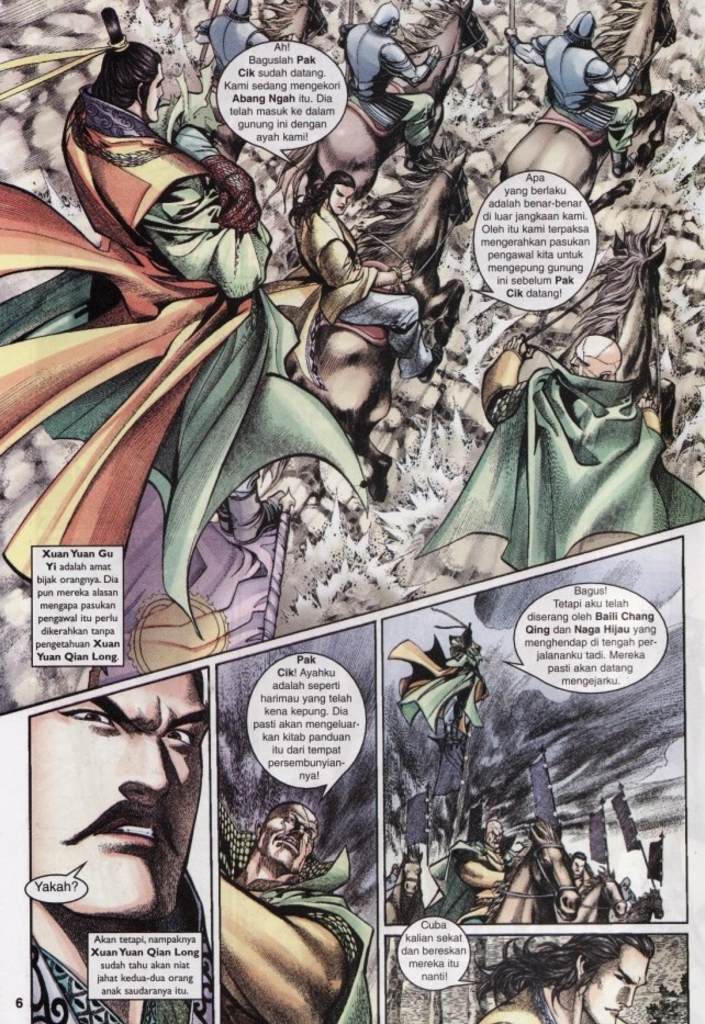 Ah!
Baguslah Pak
Cik sudah datang.
Kami sedang mengekori
Abang Ngah itu. Dia
telah masuk ke dalam
gunung ini dengan
ayah kami!
Apa
yang berlaku
adalah benar-benar
di luar jangkaan kami.
Oleh itu kami terpaksa
mengerahkan pasukan
pengawal kita untuk
mengepung gunung
ini sebelum Pak
Cik datang!
Xuan Yuan Gu
Yi adalah amat
bijak orangnya. Dia
pun mereka alasan
mengapa pasukan
pengawal itu perlu
dikerahkan tanpa
pengetahuan Xuan
Yuan Qian Long.
Yakah?
Akan tetapi, nampaknya
Xuan Yuan Qian Long
sudah tahu akan niat
jahat kedua-dua orang
anak saudaranya itu.
Pak
Cik! Ayahku
adalah seperti
harimau yang telah
kena kepung. Dia
pasti akan mengeluar-
kan kitab panduan
itu dari tempat
persembunyian-
nya!
Bagus!
Tetapi aku telah
diserang oleh Baili Chang
Qing dan Naga Hijau yang
menghendap di tengah per-
jalananku tadi. Mereka
pasti akan datang
mengejarku.
Cuba
kalian sekat
dan bereskan
mereka itu
nanti!
6